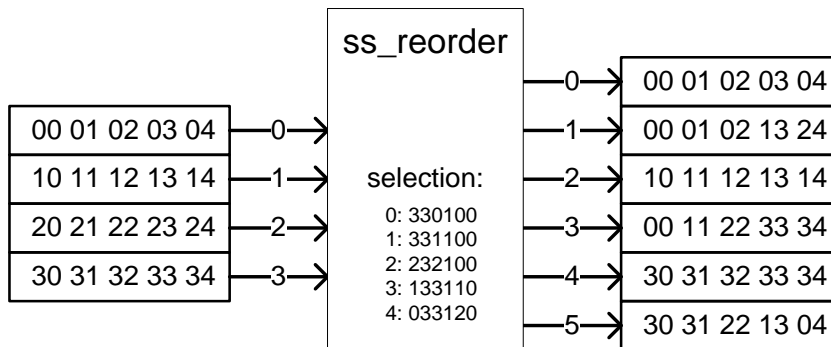 ss_reorder
00 01 02 03 04
10 11 12 13 14
20 21 22 23 24
30 31 32 33 34
0
1
2
3
selection:
0: 330100
1: 331100
2: 232100
3: 133110
4: 033120
0
1
2
3
4
5
00 01 02 03 04
00 01 02 13 24
10 11 12 13 14
00 11 22 33 34
30 31 32 33 34
30 31 22 13 04